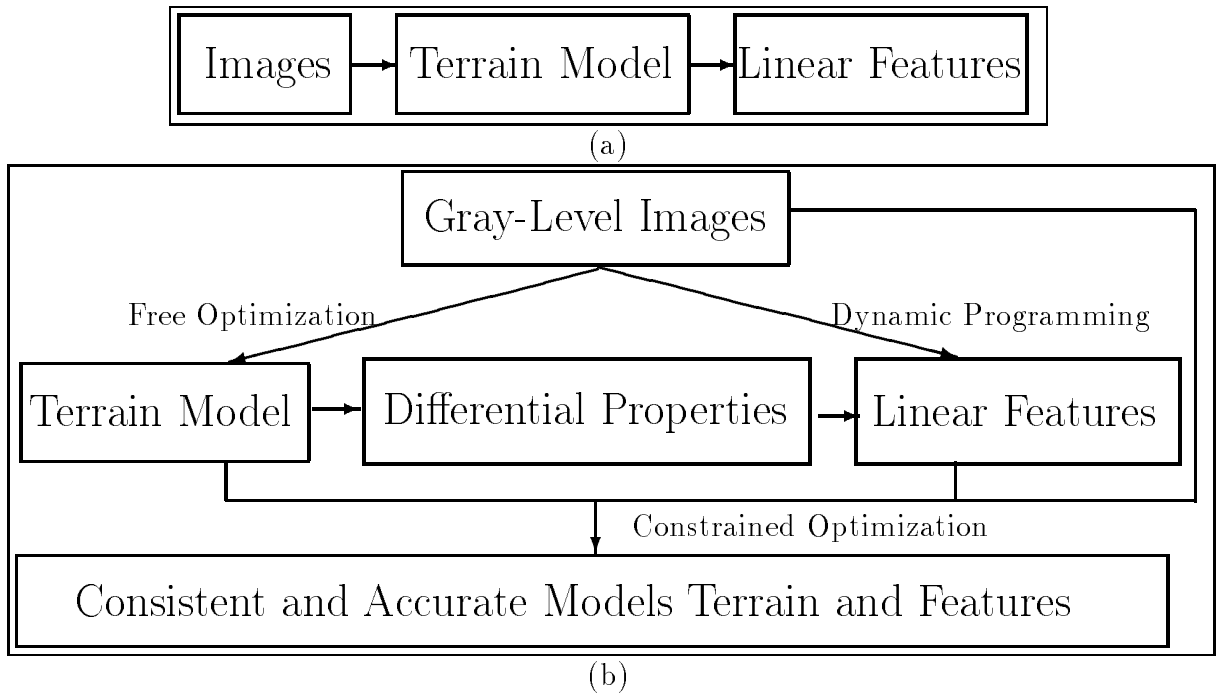 Images
Terrain Model
Linear Features
(a)
Gray-Level Images
Free Optimization
Dynamic Programming
Terrain Model
Differential Properties
Linear Features
Constrained Optimization
Consistent and Accurate Models Terrain and Features
(b)